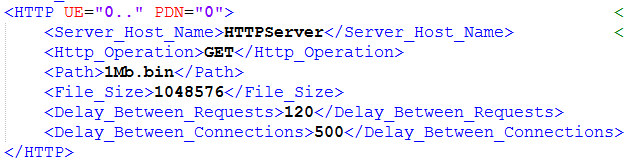 <HTTP UE="0.." PDN="0"> <
<Server_Host_Name>HTTPServer</Server_Host_Name> <
<Http_Operation>GET</Http_Operation>
<Path>1Mb.bin</Path>
<File_Size>1048576</File_Size>
<Delay_Between_Requests>120</Delay_Between_Requests>
<Delay_Between_Connections>500</Delay_Between_Connections>
</HTTP>